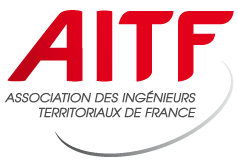 AITF
ASSOCIATION DES INGÉNIEURS
TERRITORIAUX DE FRANCE